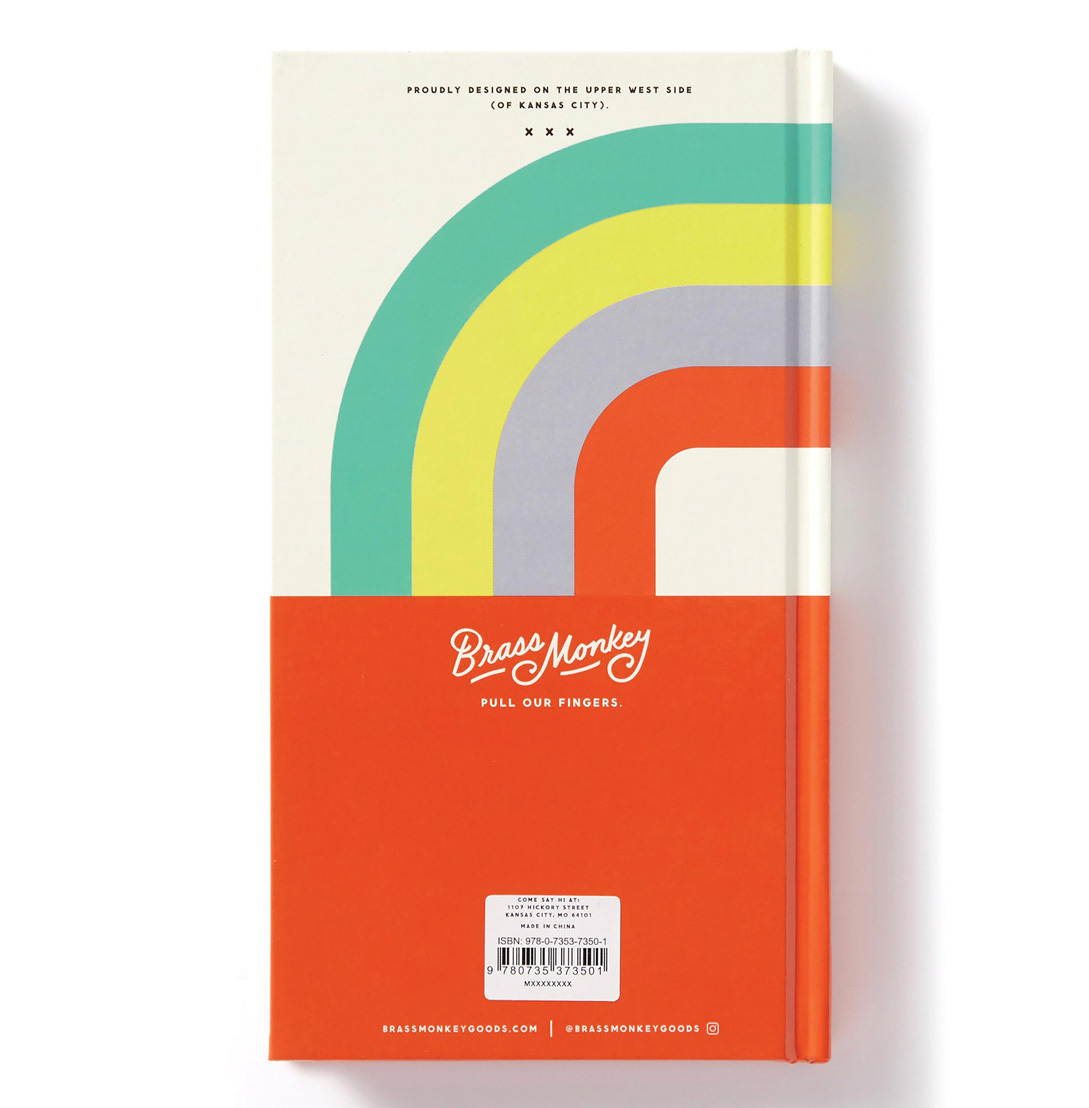 PROUDLY DESIGNED ON THE UPPER WEST SIDE
(OF KANSAS CITY).
X X X
Brass Monkey
PULL OUR FINGERS.
COME SAY HI AT:
1107 HICKORY STREET
KANSAS CITY, MO 64101
MADE IN CHINA
ISBN: 978-0-7353-7350-1
9 780735 373501
MXXXXXXXX
BRASSMONKEYGOODS.COM | @BRASSMONKEYGOODS